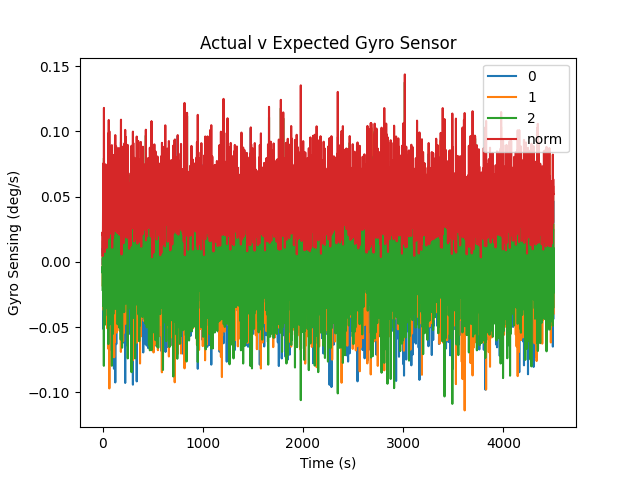 Actual v Expected Gyro Sensor
0.15
0.10
0.05
0.00
−0.05
−0.10
Gyro Sensing (deg/s)
0
1
2
norm
0 1000 2000 3000 4000
Time (s)